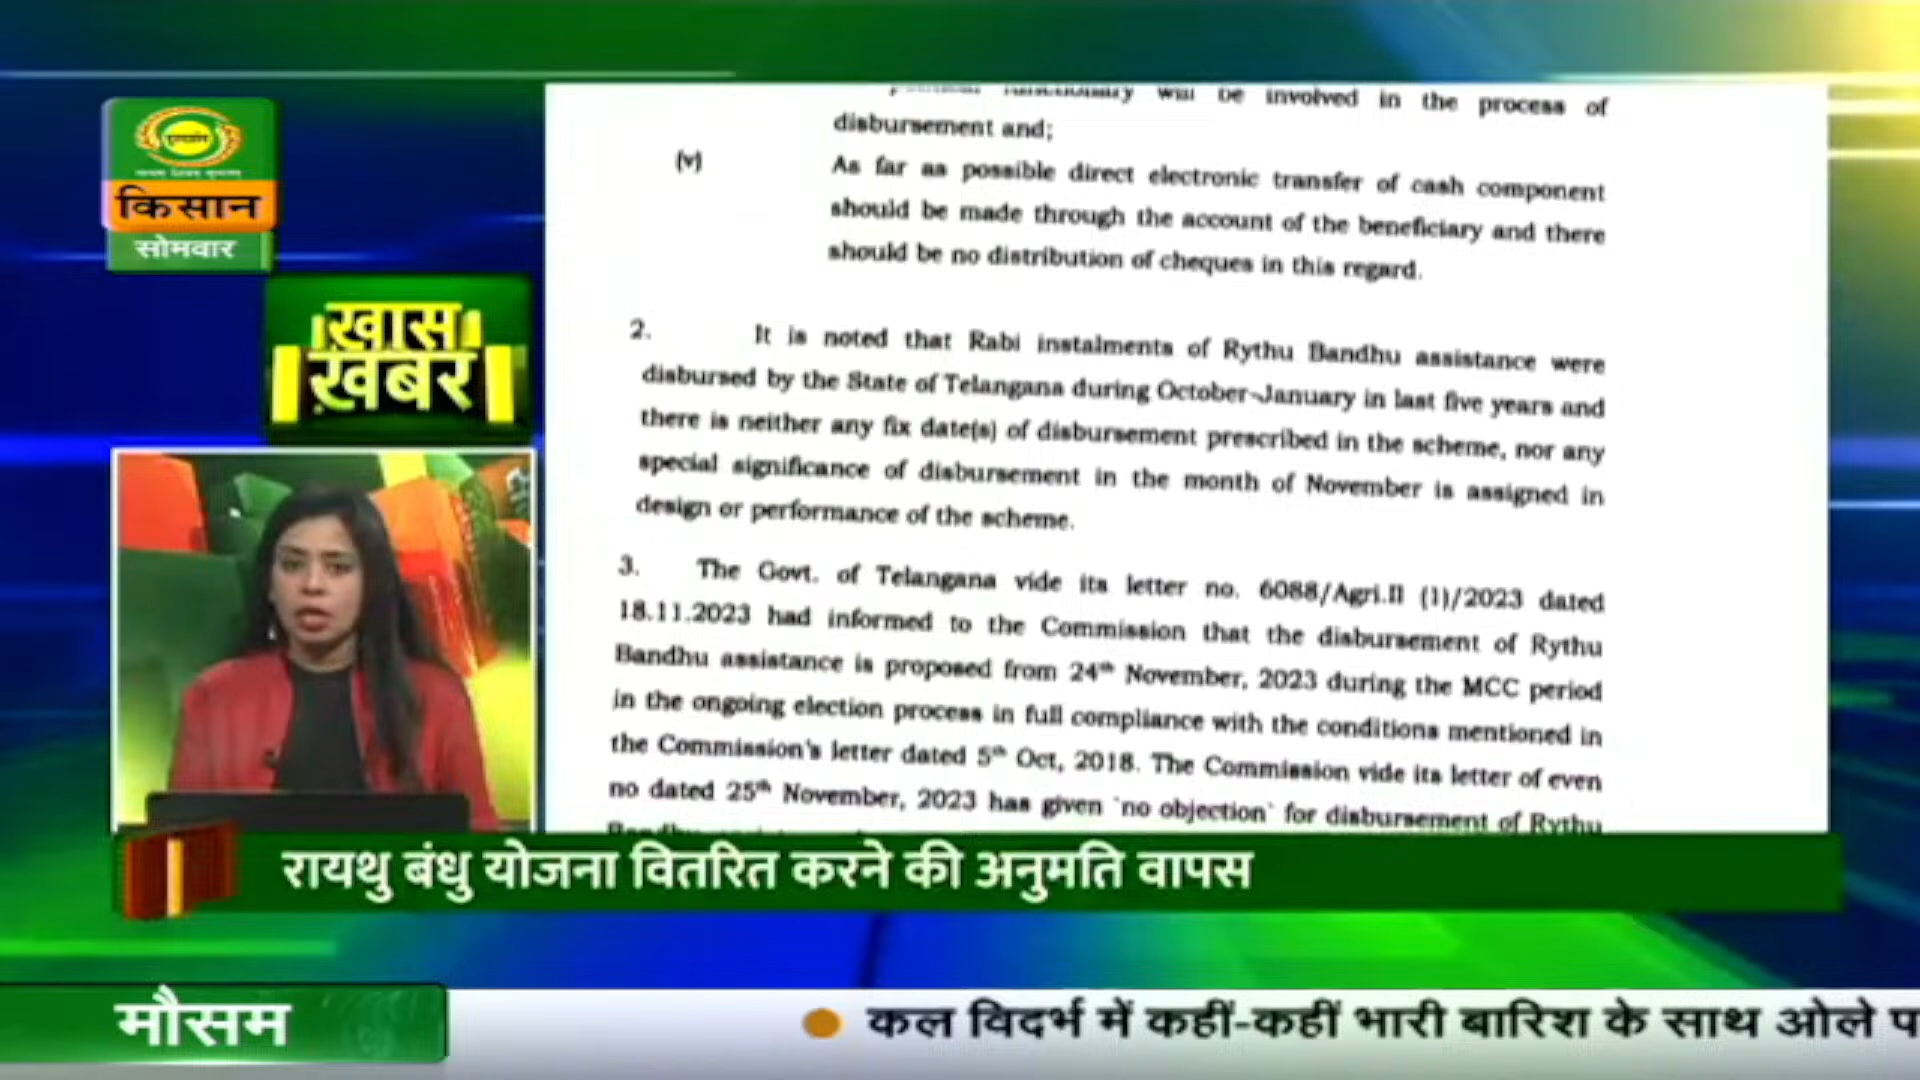 किसान
सोमवार
ख़ास
ख़बर
functionary will be involved in the process of
disbursement and;
(v) As far as possible direct electronic transfer of cash component
should be made through the account of the beneficiary and there
should be no distribution of cheques in this regard.
2. It is noted that Rabi instalments of Rythu Bandhu assistance were
disbursed by the State of Telangana during October-January in last five years and
there is neither any fix date(s) of disbursement prescribed in the scheme, nor any
special significance of disbursement in the month of November is assigned in
design or performance of the scheme.
3. The Govt. of Telangana vide its letter no. 6088/Agri.II (1)/2023 dated
18.11.2023 had informed to the Commission that the disbursement of Rythu
Bandhu assistance is proposed from 24th November, 2023 during the MCC period
in the ongoing election process in full compliance with the conditions mentioned in
the Commission's letter dated 5th Oct, 2018. The Commission vide its letter of even
no dated 25th November, 2023 has given `no objection` for disbursement of Rythu
रायथु बंधु योजना वितरित करने की अनुमति वापस
मौसम
कल विदर्भ में कहीं-कहीं भारी बारिश के साथ ओले प